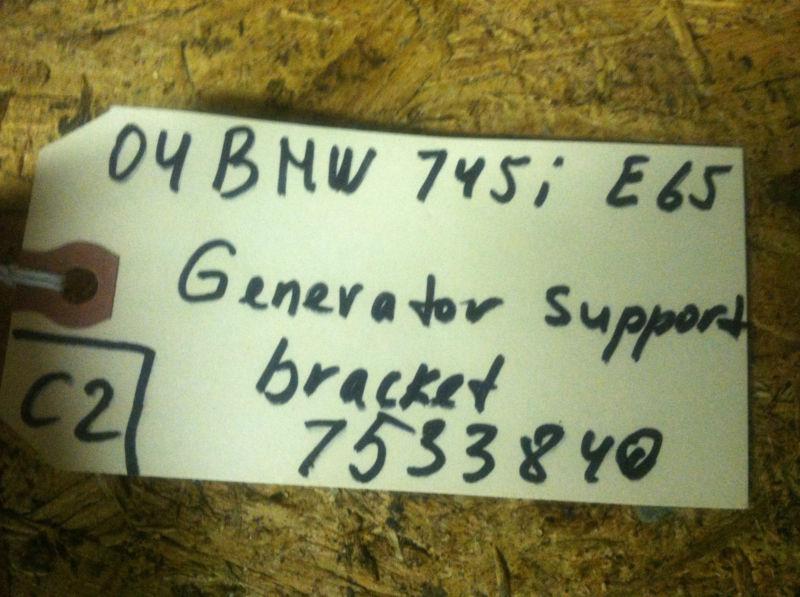 04 BMW 745i E65
Generator support
bracket
7533840
C2